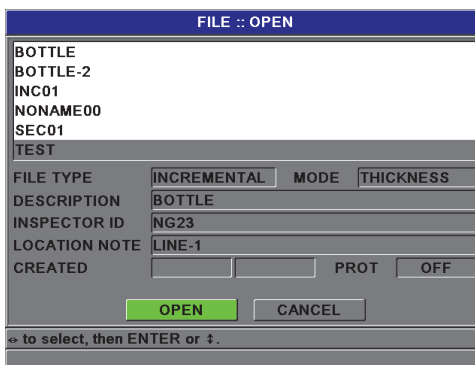 FILE :: OPEN
BOTTLE
BOTTLE-2
INC01
NONAME00
SEC01
TEST
FILE TYPE INCREMENTAL MODE THICKNESS
DESCRIPTION BOTTLE
INSPECTOR ID NG23
LOCATION NOTE LINE-1
CREATED PROT OFF
OPEN CANCEL
⇔ to select, then ENTER or ⇕.